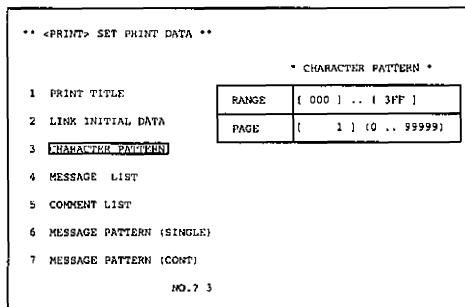 ** <PRINT> SET PRINT DATA **
* CHARACTER PATTERN *
RANGE [ 000 ] .. [ 3FF ]
PAGE [ 1 ] (0 .. 99999)
1 PRINT TITLE
2 LINK INITIAL DATA
3 CHARACTER PATTERN
4 MESSAGE LIST
5 COMMENT LIST
6 MESSAGE PATTERN (SINGLE)
7 MESSAGE PATTERN (CONT)
NO.? 3